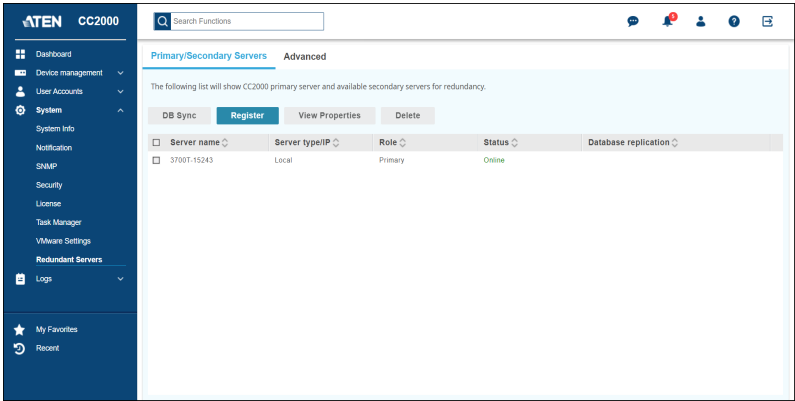 ATEN CC2000
Search Functions
5
Dashboard
Device management
User Accounts
System
System Info
Notification
SNMP
Security
License
Task Manager
VMware Settings
Redundant Servers
Logs
My Favorites
Recent
Primary/Secondary Servers Advanced
The following list will show CC2000 primary server and available secondary servers for redundancy.
DB Sync Register View Properties Delete
Server name Server type/IP Role Status Database replication
3700T-15243 Local Primary Online